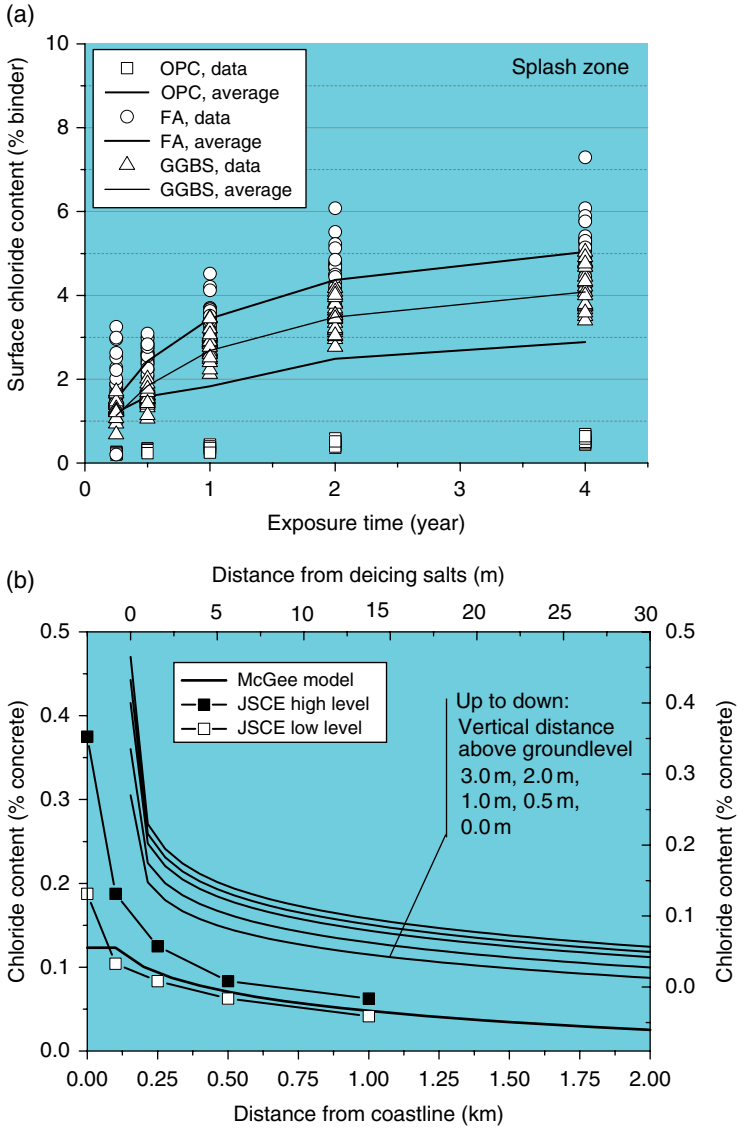 (a)
10
8
6
4
2
0
Surface chloride content (% binder)
OPC, data
OPC, average
FA, data
FA, average
GGBS, data
GGBS, average
Splash zone
0
1
2
3
4
Exposure time (year)
(b)
Distance from deicing salts (m)
0
5
10
15
20
25
30
0.5
0.4
0.3
0.2
0.1
0.0
Chloride content (% concrete)
McGee model
JSCE high level
JSCE low level
Up to down:
Vertical distance
above groundlevel
3.0 m, 2.0 m,
1.0 m, 0.5 m,
0.0 m
0.5
0.4
0.3
0.2
0.1
0.0
Chloride content (% concrete)
0.00
0.25
0.50
0.75
1.00
1.25
1.50
1.75
2.00
Distance from coastline (km)